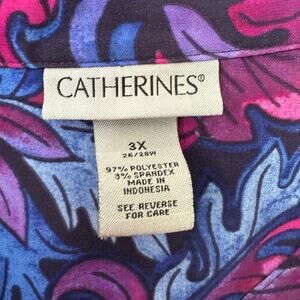 CATHERINES®
3X
26/28W
97% POLYESTER
3% SPANDEX
MADE IN
INDONESIA
SEE REVERSE
FOR CARE